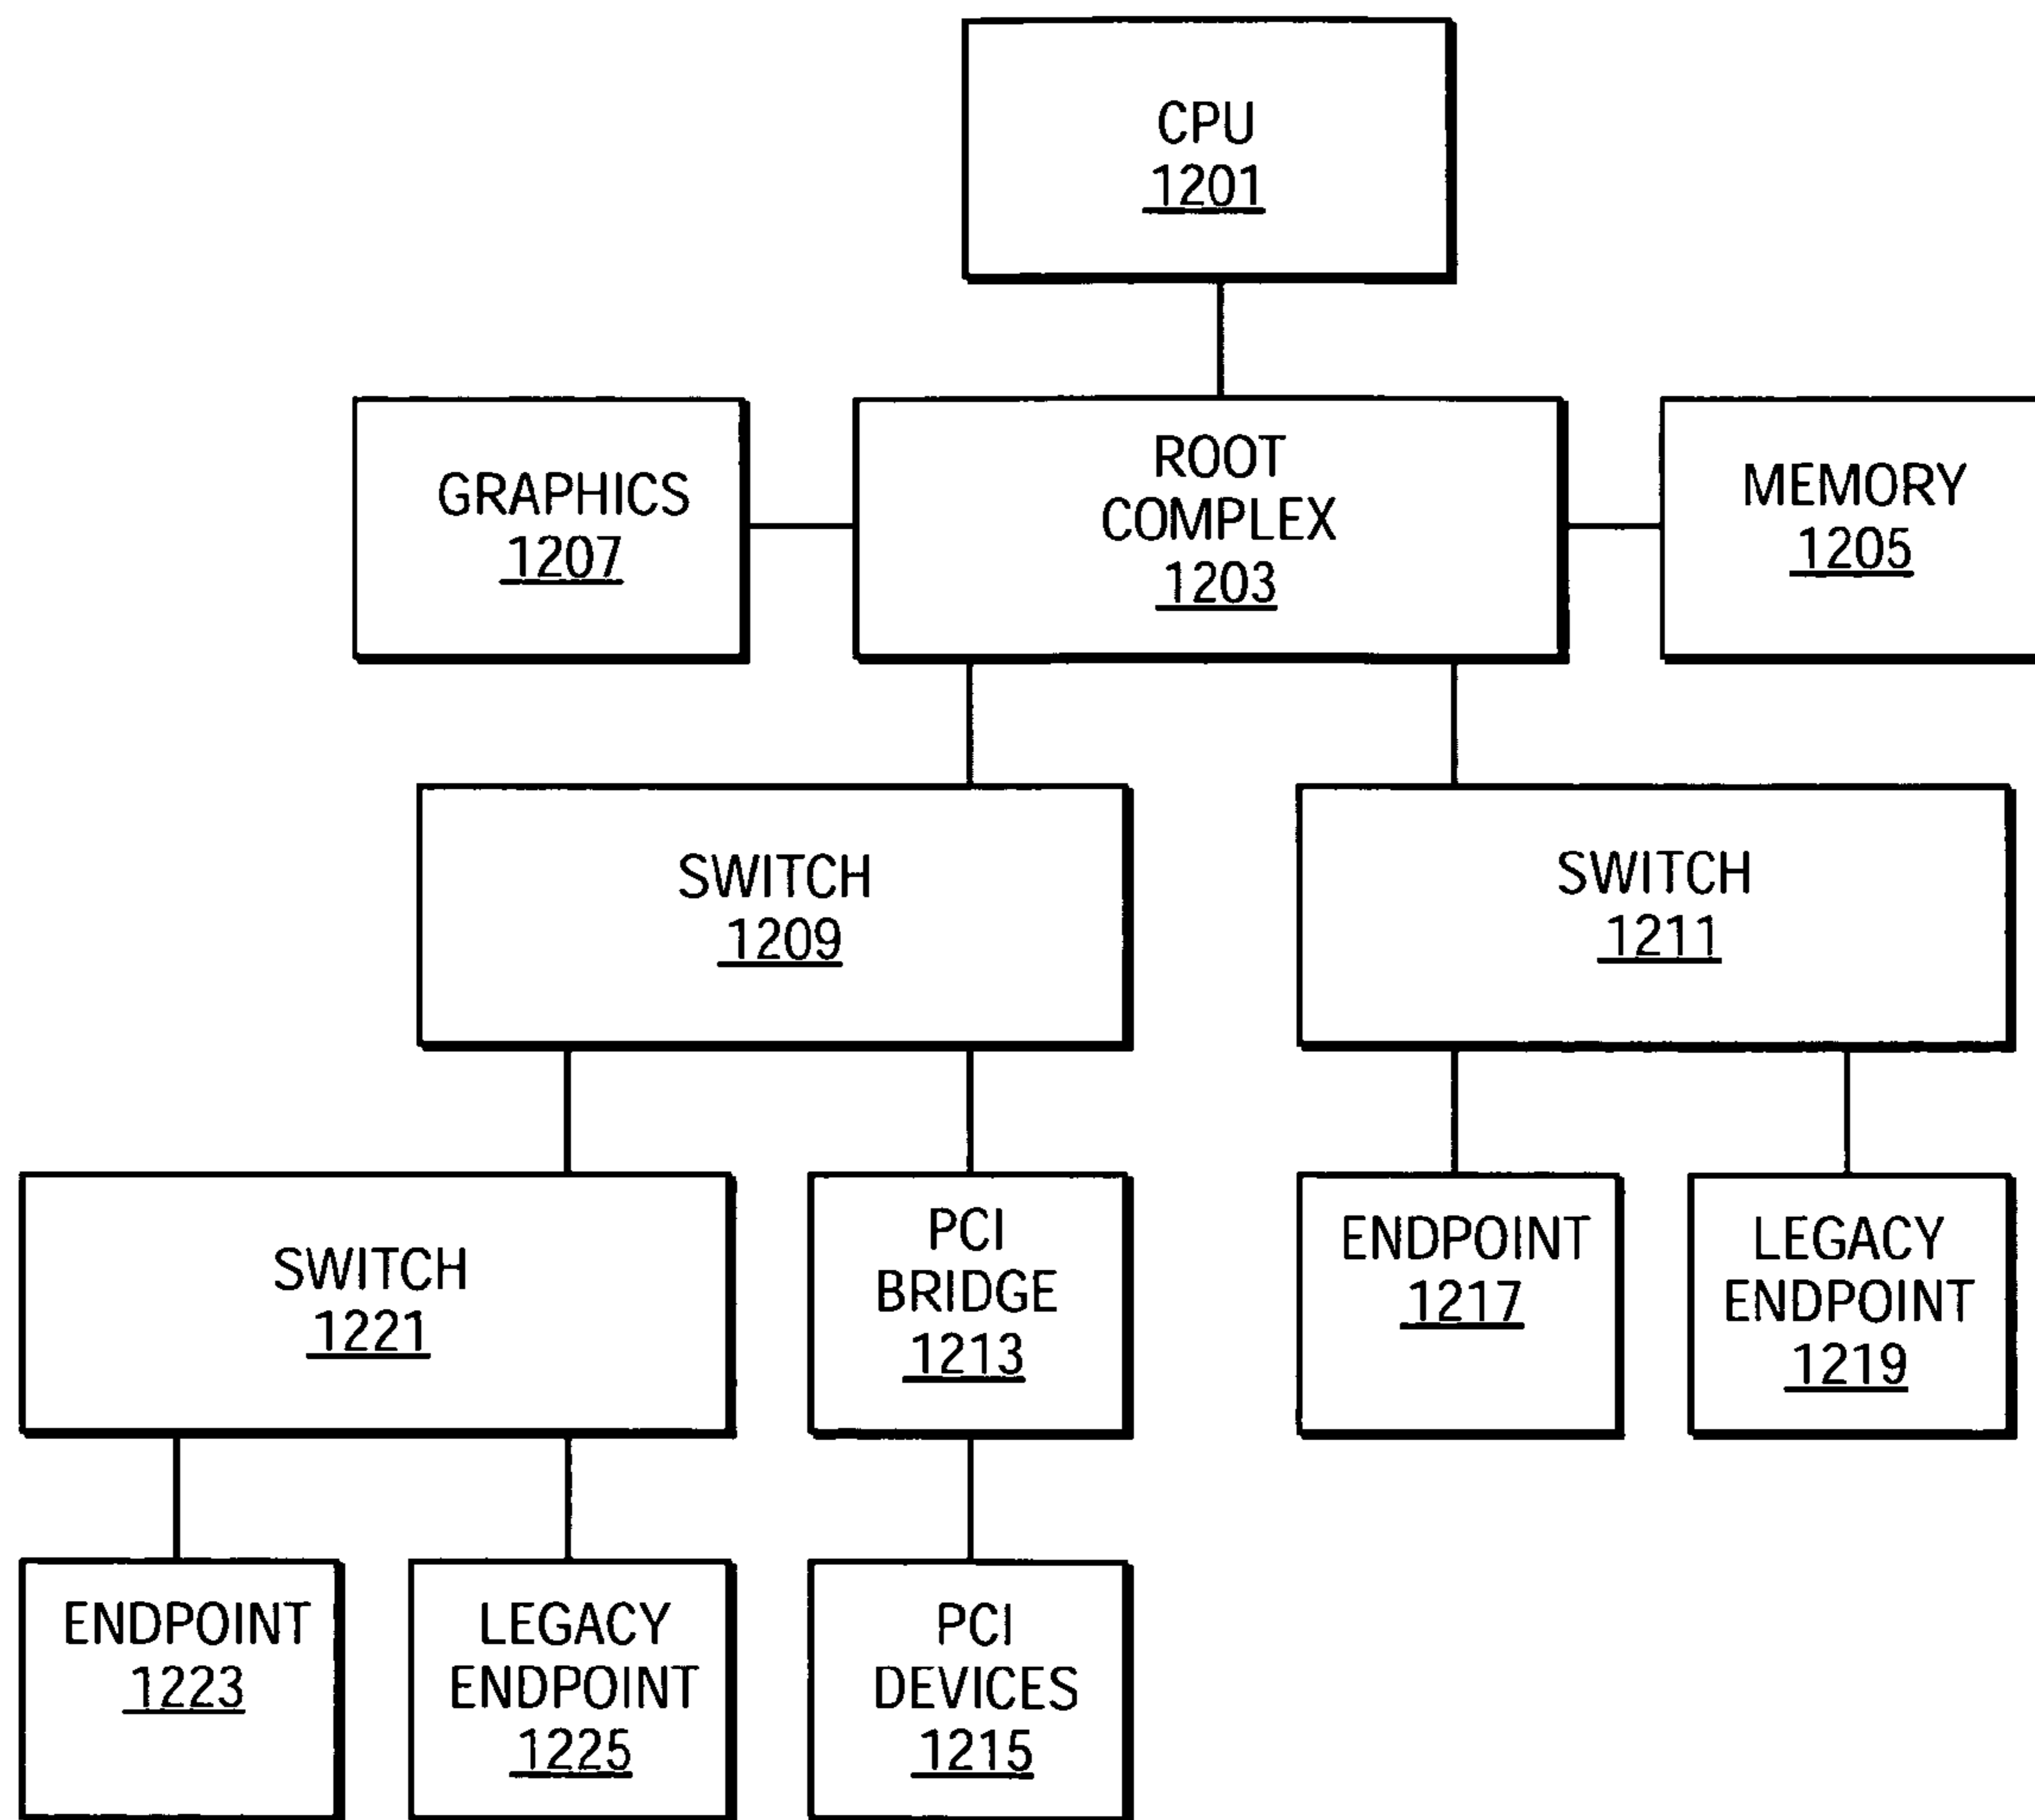 CPU
1201
GRAPHICS
1207
ROOT
COMPLEX
1203
MEMORY
1205
SWITCH
1209
SWITCH
1211
SWITCH
1221
PCI
BRIDGE
1213
ENDPOINT
1217
LEGACY
ENDPOINT
1219
ENDPOINT
1223
LEGACY
ENDPOINT
1225
PCI
DEVICES
1215